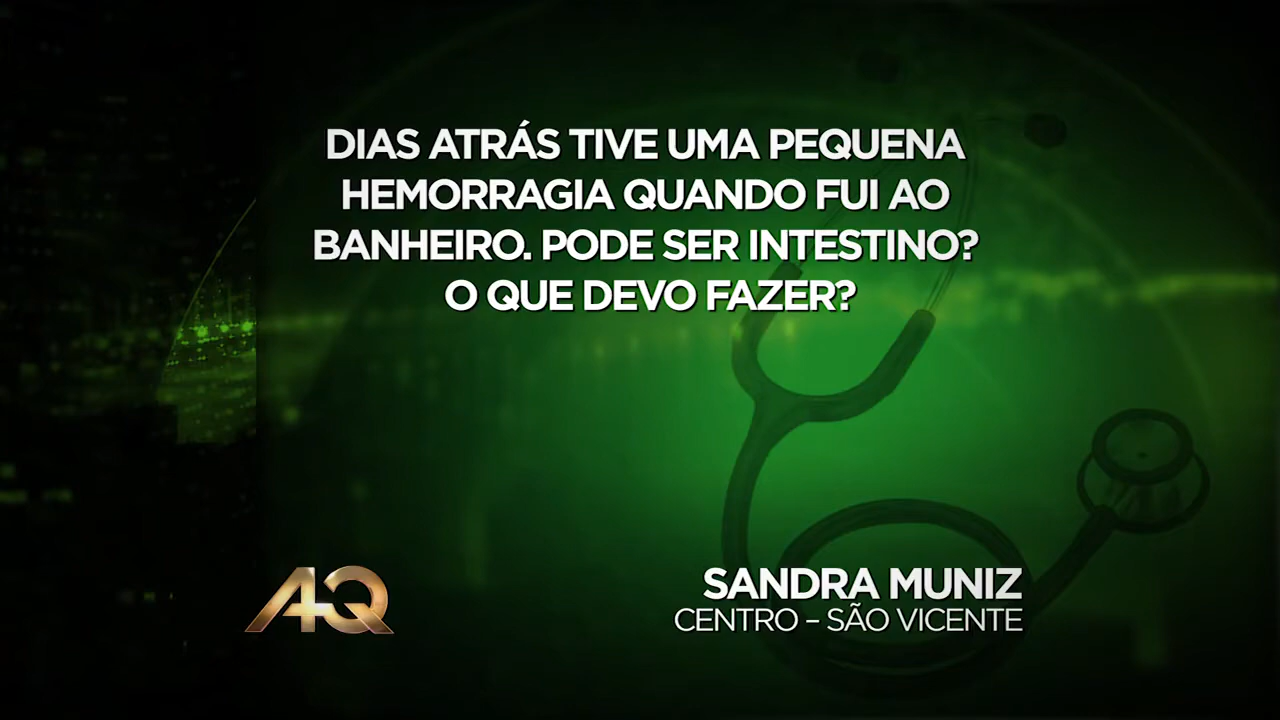 DIAS ATRÁS TIVE UMA PEQUENA
HEMORRAGIA QUANDO FUI AO
BANHEIRO. PODE SER INTESTINO?
O QUE DEVO FAZER?
AQ
SANDRA MUNIZ
CENTRO – SÃO VICENTE